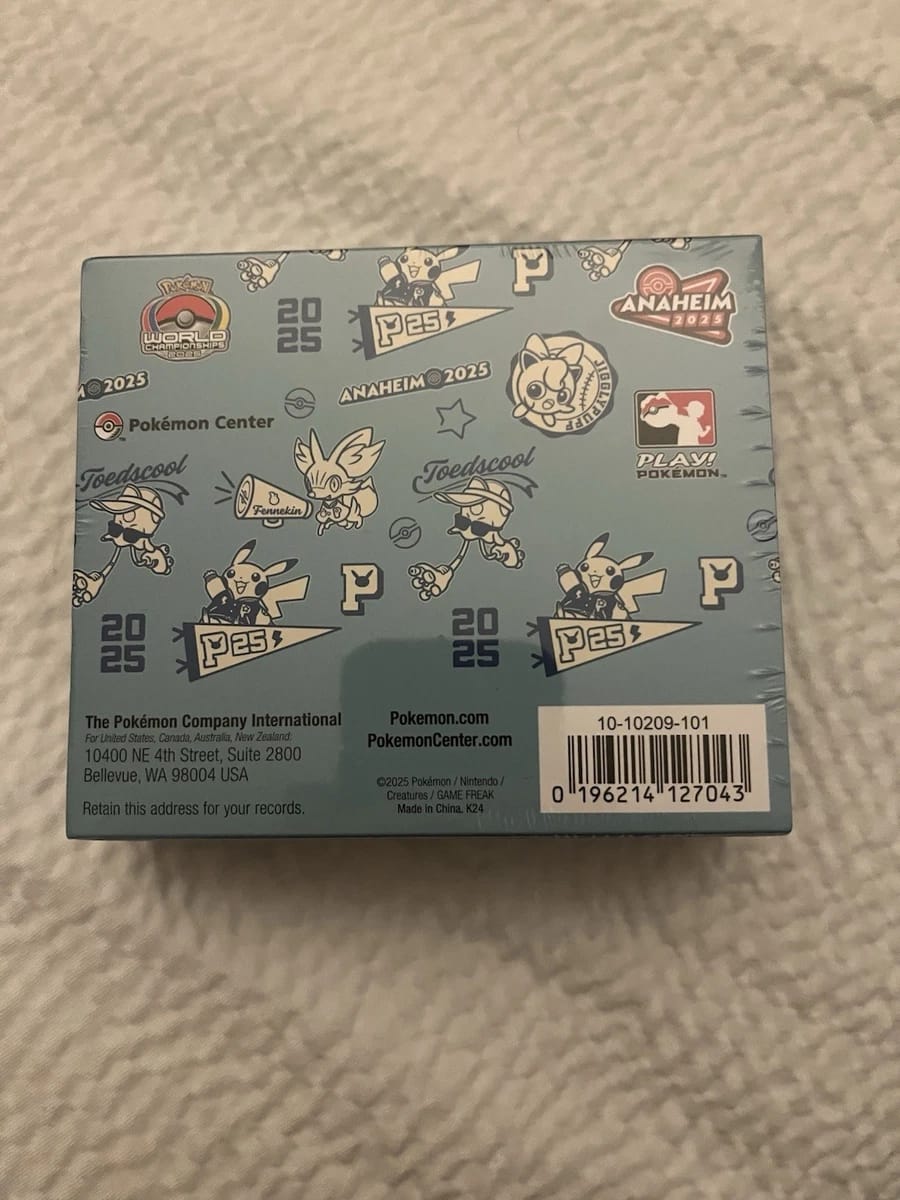 P
POKéMON
WORLD
CHAMPIONSHIPS
2025
20
25
P25
ANAHEIM
2025
2025
ANAHEIM 2025
JIGGLYPUFF
Pokémon Center
TM
PLAY!
POKÉMON™
Toedscool
Fennekin
Toedscool
P
P
20
25
P25
20
25
P25
The Pokémon Company International
For United States, Canada, Australia, New Zealand:
10400 NE 4th Street, Suite 2800
Bellevue, WA 98004 USA
Retain this address for your records.
Pokemon.com
PokemonCenter.com
©2025 Pokémon / Nintendo /
Creatures / GAME FREAK
Made in China. K24
10-10209-101
0 196214 127043